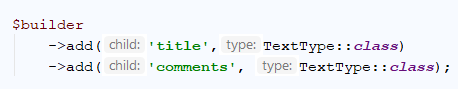 $builder
->add( child: 'title', type: TextType::class)
->add( child: 'comments', type: TextType::class);